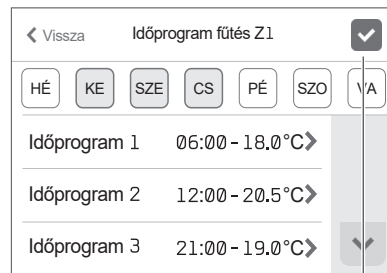 Vissza Időprogram fűtés Z1
HÉ KE SZE CS PÉ SZO VA
Időprogram 1 06:00 - 18.0°C
Időprogram 2 12:00 - 20.5°C
Időprogram 3 21:00 - 19.0°C